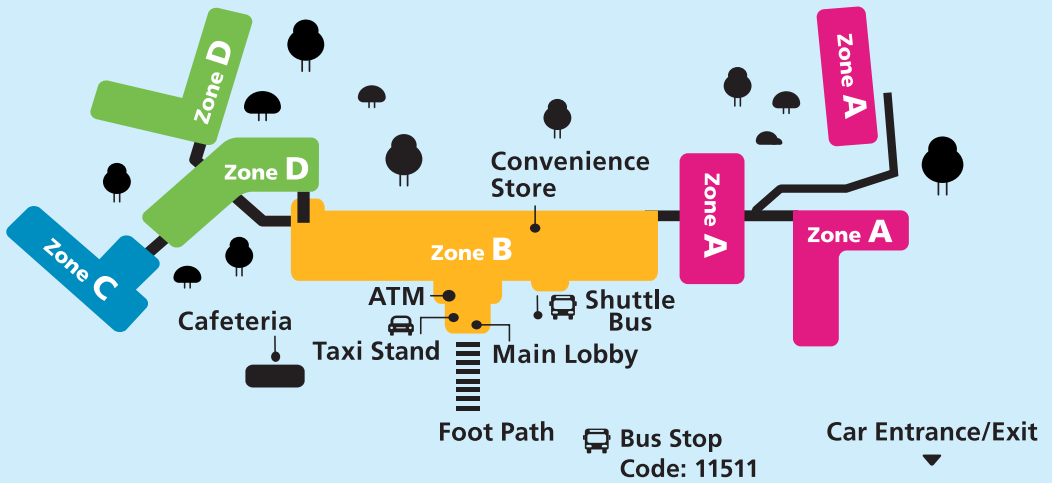 Zone D
Zone A
Convenience
Store
Zone D
Zone A
Zone A
Zone B
Zone C
ATM
Shuttle
Bus
Cafeteria
Taxi Stand
Main Lobby
Foot Path
Bus Stop
Code: 11511
Car Entrance/Exit